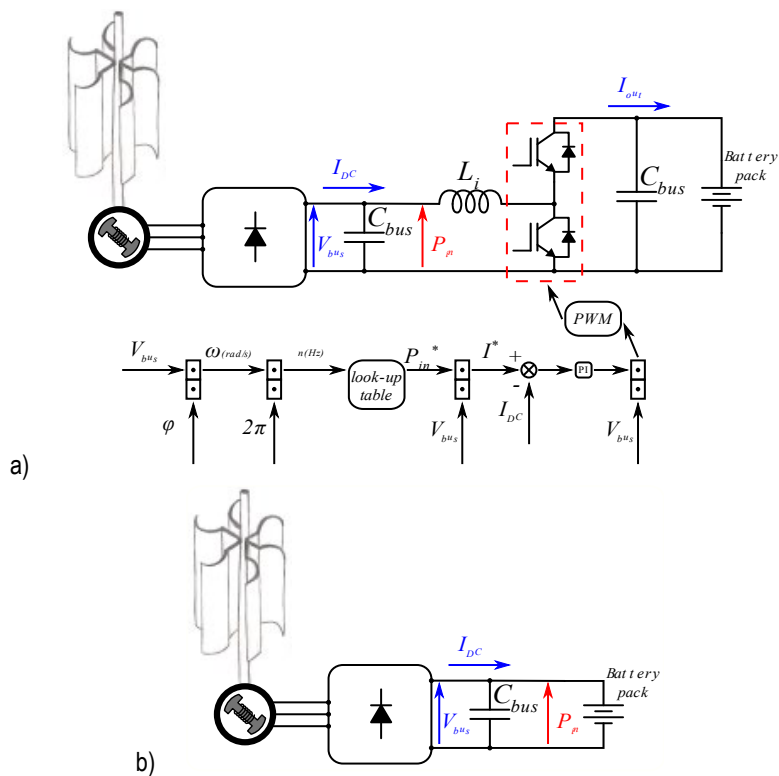 I_out
Battery
pack
I_DC
L_i
C_bus
C_bus
V_bus
P_in
PWM
V_bus
ω(rad/s)
n(Hz)
P_in*
I*
+
look-up
table
PI
-
φ
2π
V_bus
I_DC
V_bus
a)
I_DC
Battery
pack
C_bus
V_bus
P_in
b)